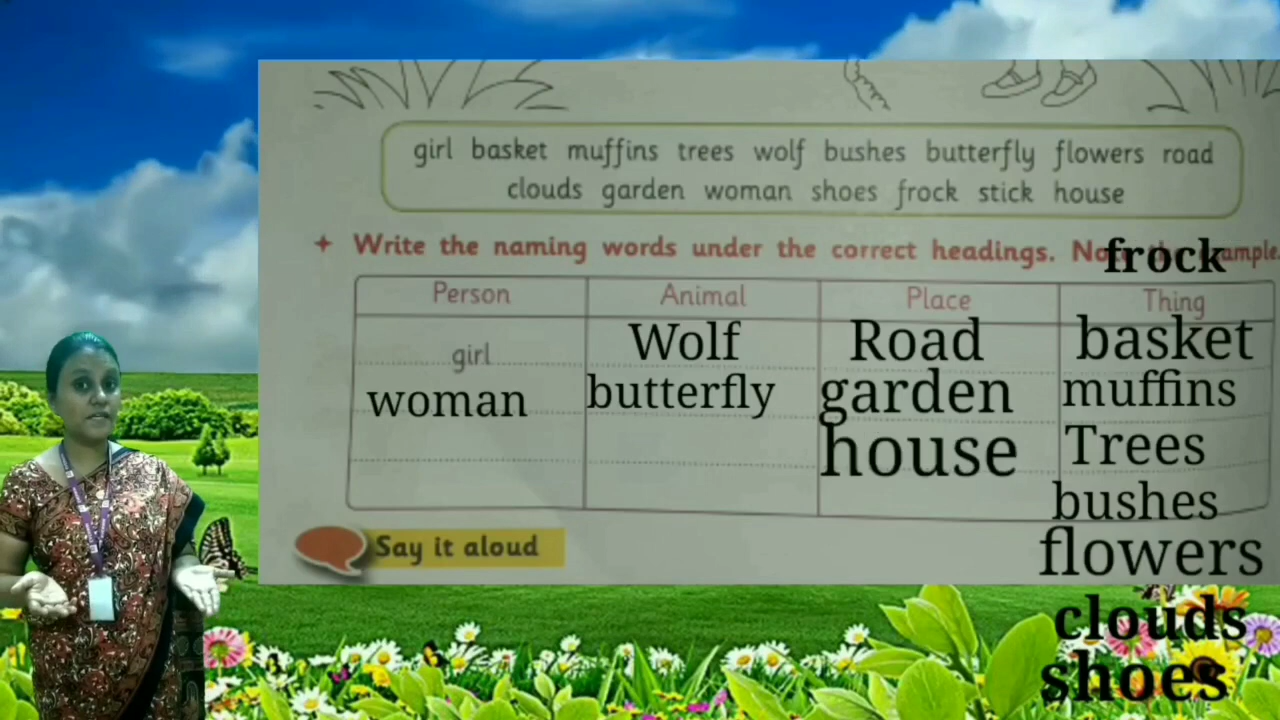 girl basket muffins trees wolf bushes butterfly flowers road
clouds garden woman shoes frock stick house
Write the naming words under the correct headings.
frock
Person Animal Place Thing
girl Wolf Road basket
woman butterfly garden muffins
house Trees
bushes
Say it aloud flowers
clouds
shoes